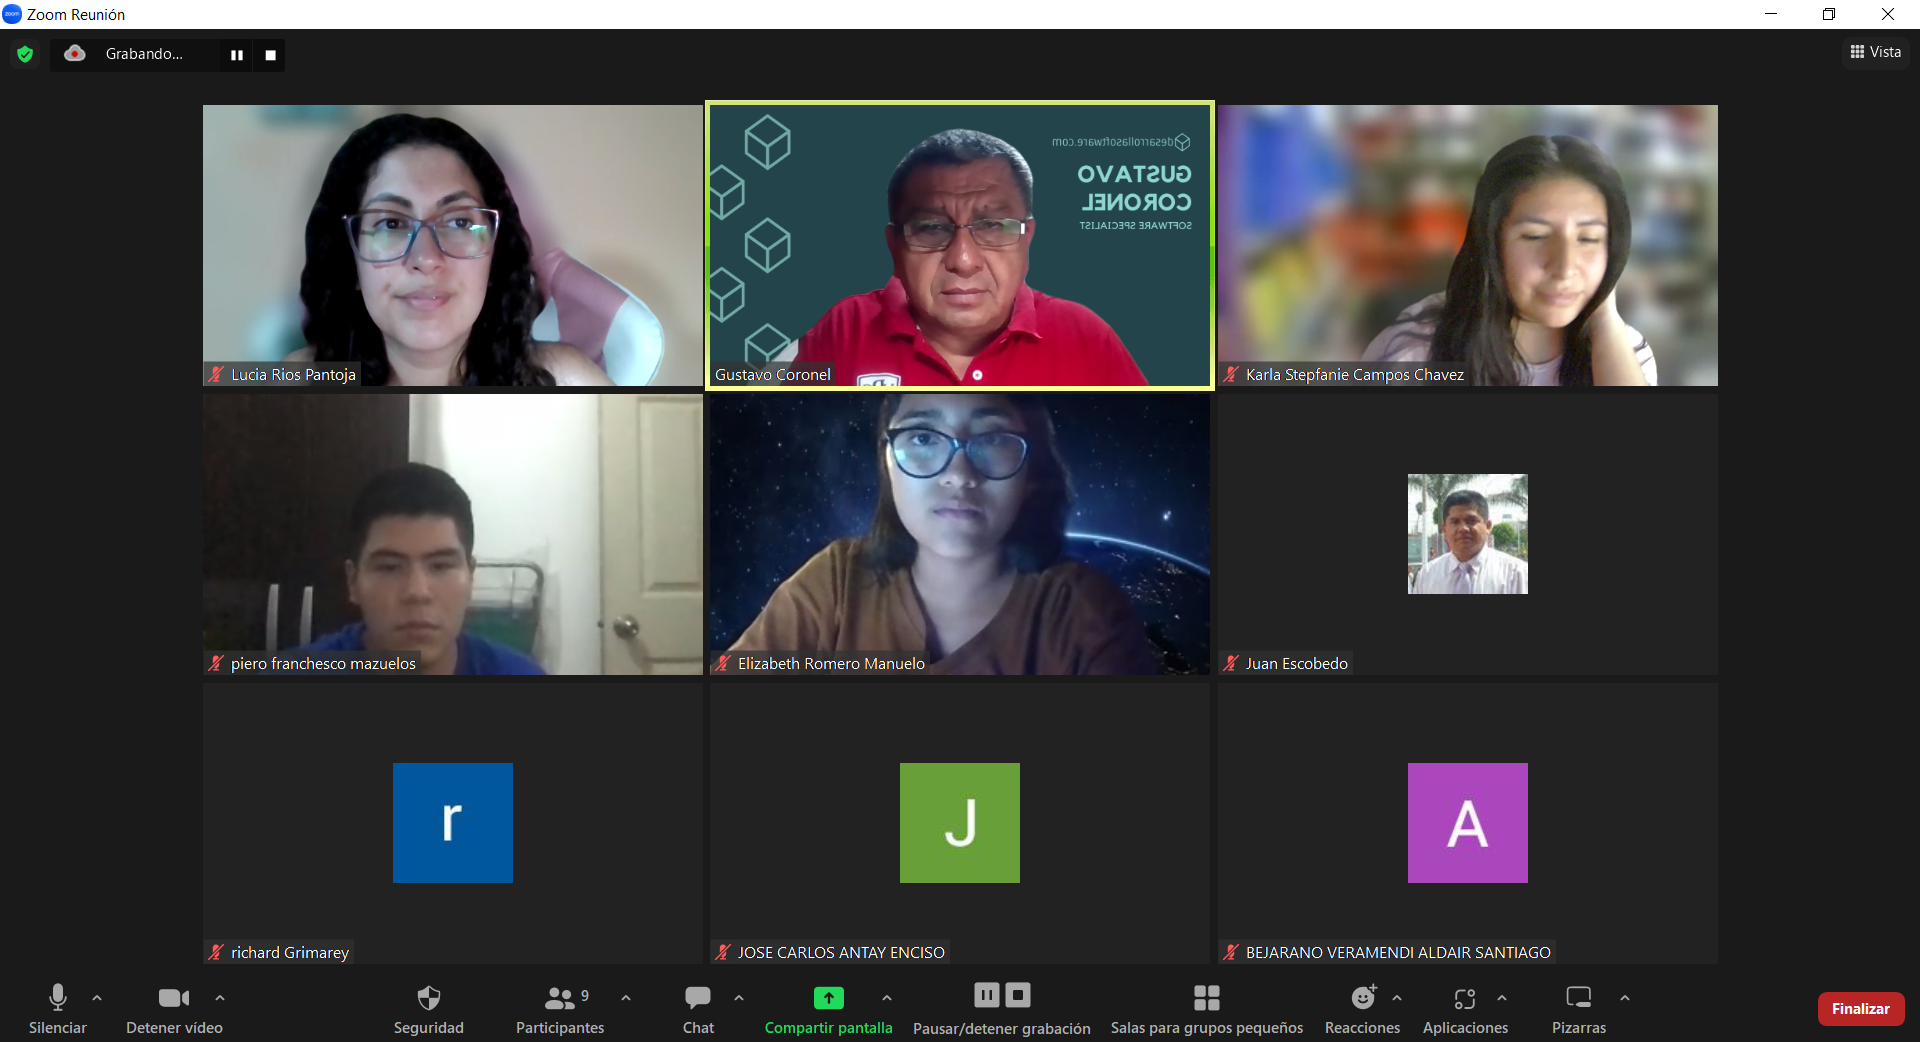 zoom
Zoom Reunión
Grabando...
Vista
desarrollasoftware.com
GUSTAVO
CORONEL
SOFTWARE SPECIALIST
Lucia Rios Pantoja
Gustavo Coronel
Karla Stepfanie Campos Chavez
piero franchesco mazuelos
Elizabeth Romero Manuelo
Juan Escobedo
r
J
A
richard Grimarey
JOSE CARLOS ANTAY ENCISO
BEJARANO VERAMENDI ALDAIR SANTIAGO
9
Silenciar
Detener vídeo
Seguridad
Participantes
Chat
Compartir pantalla
Pausar/detener grabación
Salas para grupos pequeños
Reacciones
Aplicaciones
Pizarras
Finalizar